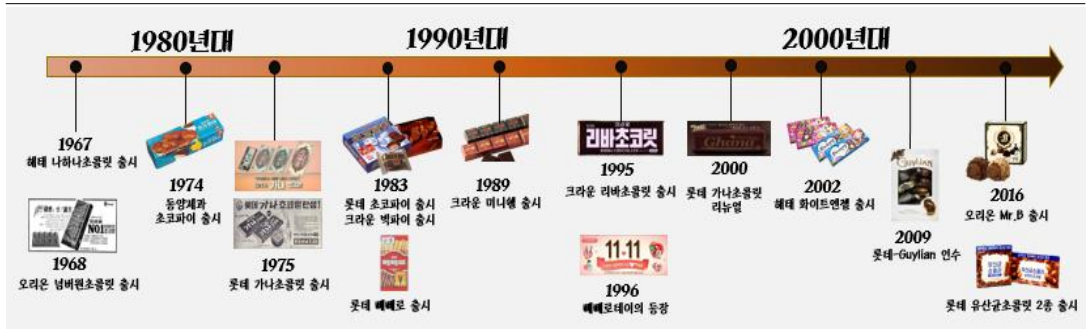 1980년대
1990년대
2000년대
1967
혜태 나하나초콜릿 출시
1968
오리온 넘버원초콜릿 출시
1974
동양제과
초코파이 출시
1975
롯데 가나초콜릿 출시
1983
롯데 초코파이 출시
크라운 빅파이 출시
롯데 빼빼로 출시
1989
크라운 미니쉘 출시
리바초코릿
1995
크라운 리바초콜릿 출시
11 11
1996
빼빼로데이의 등장
Ghana
2000
롯데 가나초콜릿
리뉴얼
2002
혜태 화이트엔젤 출시
Guylian
2009
롯데-Guylian 인수
2016
오리온 Mr.B 출시
롯데 유산균초콜릿 2종 출시